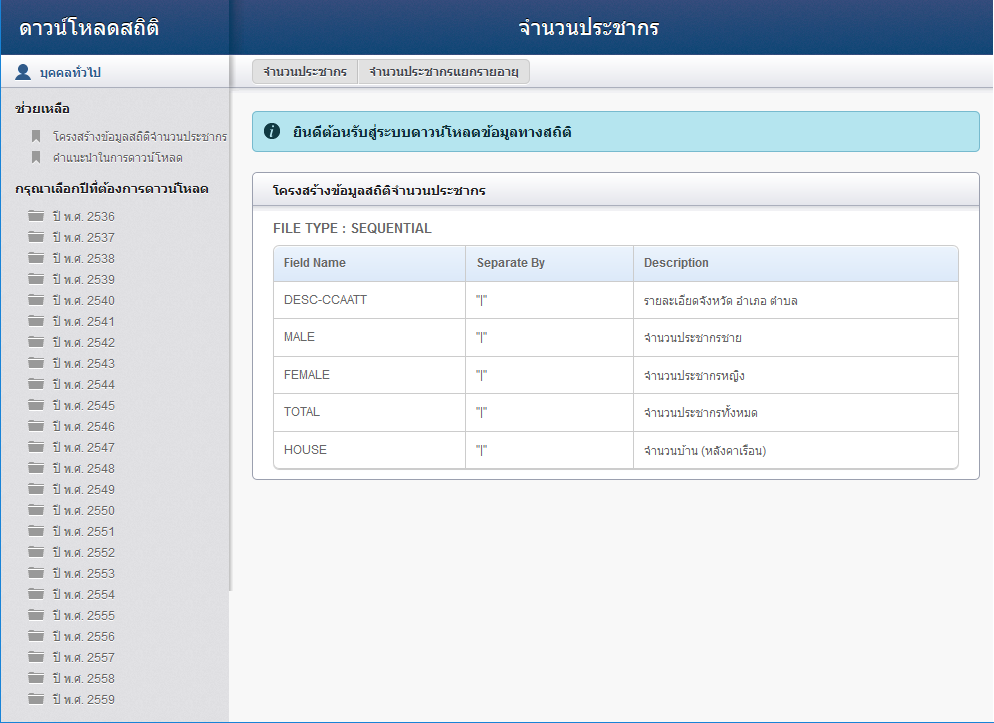 ดาวน์โหลดสถิติ
จำนวนประชากร
บุคคลทั่วไป
จำนวนประชากร
จำนวนประชากรแยกรายอายุ
ช่วยเหลือ
โครงสร้างข้อมูลสถิติจำนวนประชากร
คำแนะนำในการดาวน์โหลด
กรุณาเลือกปีที่ต้องการดาวน์โหลด
ปี พ.ศ. 2536
ปี พ.ศ. 2537
ปี พ.ศ. 2538
ปี พ.ศ. 2539
ปี พ.ศ. 2540
ปี พ.ศ. 2541
ปี พ.ศ. 2542
ปี พ.ศ. 2543
ปี พ.ศ. 2544
ปี พ.ศ. 2545
ปี พ.ศ. 2546
ปี พ.ศ. 2547
ปี พ.ศ. 2548
ปี พ.ศ. 2549
ปี พ.ศ. 2550
ปี พ.ศ. 2551
ปี พ.ศ. 2552
ปี พ.ศ. 2553
ปี พ.ศ. 2554
ปี พ.ศ. 2555
ปี พ.ศ. 2556
ปี พ.ศ. 2557
ปี พ.ศ. 2558
ปี พ.ศ. 2559
ยินดีต้อนรับสู่ระบบดาวน์โหลดข้อมูลทางสถิติ
โครงสร้างข้อมูลสถิติจำนวนประชากร
FILE TYPE : SEQUENTIAL
Field Name Separate By Description
DESC-CCAATT "|" รายละเอียดจังหวัด อำเภอ ตำบล
MALE "|" จำนวนประชากรชาย
FEMALE "|" จำนวนประชากรหญิง
TOTAL "|" จำนวนประชากรทั้งหมด
HOUSE "|" จำนวนบ้าน (หลังคาเรือน)